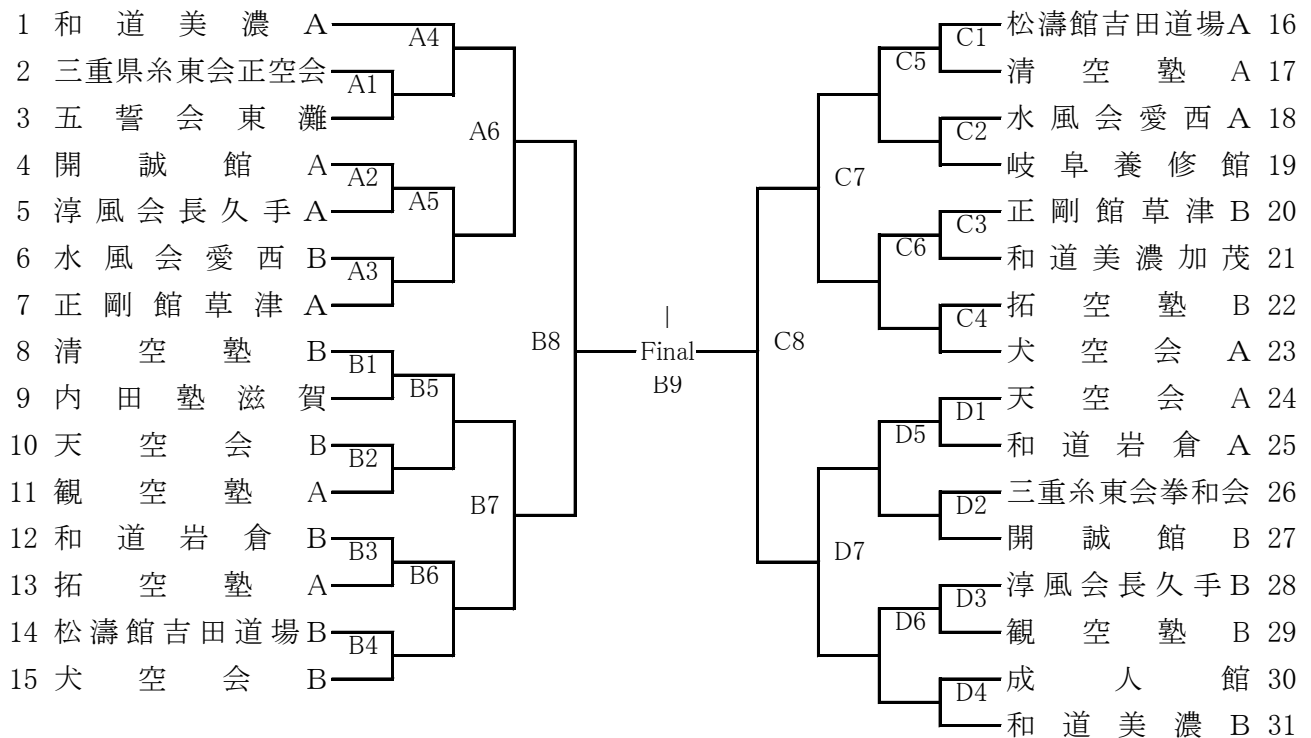 1 和道美濃 A
A4
2 三重県糸東会正空会
A1
3 五誓会東灘
A6
4 開誠館 A
A2
5 淳風会長久手 A
A5
6 水風会愛西 B
A3
7 正剛館草津 A
B8
8 清空塾 B
B1
9 内田塾滋賀
B5
10 天空会 B
B2
11 観空塾 A
B7
12 和道岩倉 B
B3
13 拓空塾 A
B6
14 松濤館吉田道場 B
B4
15 犬空会 B
|
Final
B9
松濤館吉田道場A 16
C1
清空塾 A 17
C5
水風会愛西 A 18
C2
岐阜養修館 19
C7
正剛館草津 B 20
C3
和道美濃加茂 21
C6
拓空塾 B 22
C4
犬空会 A 23
C8
天空会 A 24
D1
和道岩倉 A 25
D5
三重糸東会拳和会 26
D2
開誠館 B 27
D7
淳風会長久手 B 28
D3
観空塾 B 29
D6
成人館 30
D4
和道美濃 B 31